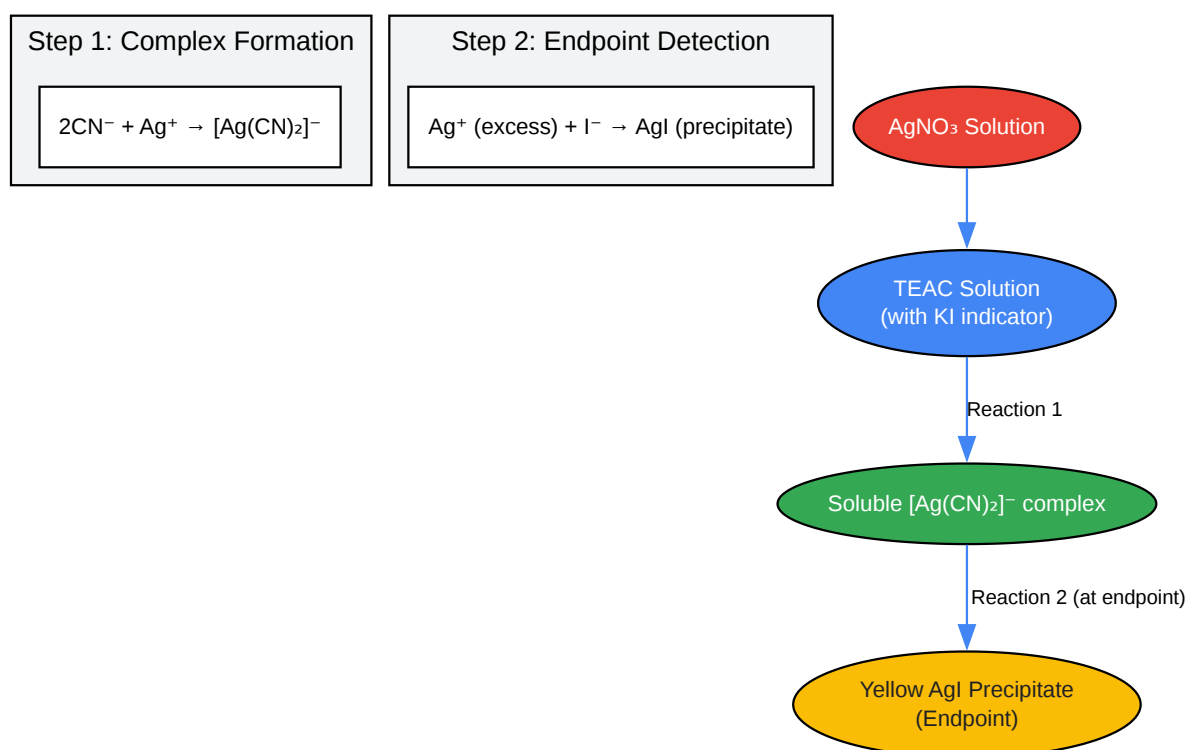 Step 1: Complex Formation
2CN⁻ + Ag⁺ → [Ag(CN)₂]⁻
Step 2: Endpoint Detection
Ag⁺ (excess) + I⁻ → AgI (precipitate)
AgNO₃ Solution
TEAC Solution
(with KI indicator)
Reaction 1
Soluble [Ag(CN)₂]⁻ complex
Reaction 2 (at endpoint)
Yellow AgI Precipitate
(Endpoint)